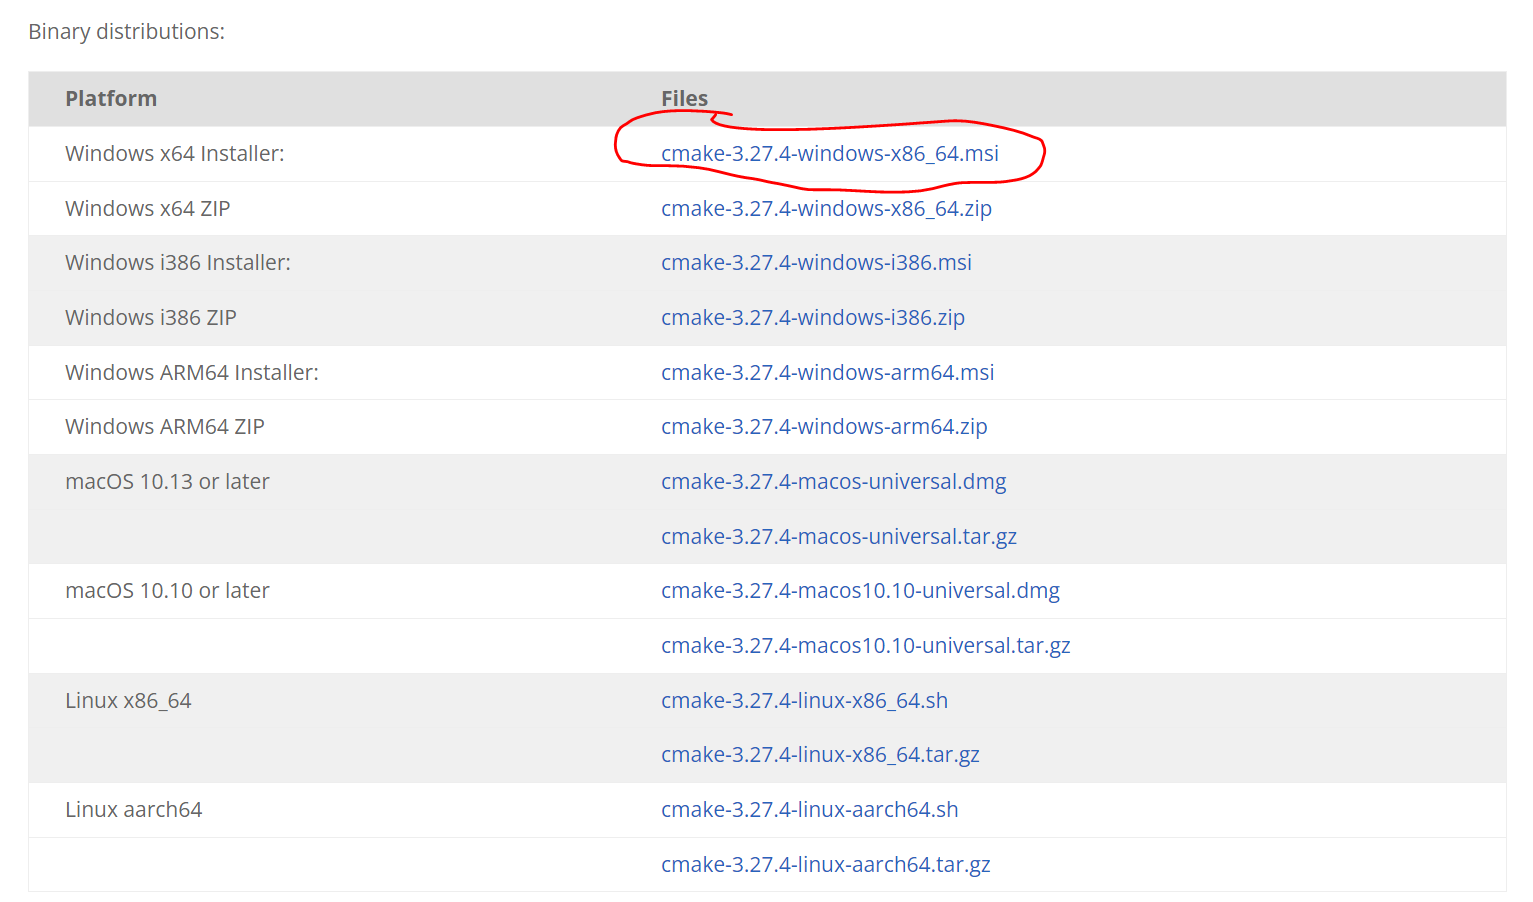 Binary distributions:
Platform Files
Windows x64 Installer: cmake-3.27.4-windows-x86_64.msi
Windows x64 ZIP cmake-3.27.4-windows-x86_64.zip
Windows i386 Installer: cmake-3.27.4-windows-i386.msi
Windows i386 ZIP cmake-3.27.4-windows-i386.zip
Windows ARM64 Installer: cmake-3.27.4-windows-arm64.msi
Windows ARM64 ZIP cmake-3.27.4-windows-arm64.zip
macOS 10.13 or later cmake-3.27.4-macos-universal.dmg
cmake-3.27.4-macos-universal.tar.gz
macOS 10.10 or later cmake-3.27.4-macos10.10-universal.dmg
cmake-3.27.4-macos10.10-universal.tar.gz
Linux x86_64 cmake-3.27.4-linux-x86_64.sh
cmake-3.27.4-linux-x86_64.tar.gz
Linux aarch64 cmake-3.27.4-linux-aarch64.sh
cmake-3.27.4-linux-aarch64.tar.gz